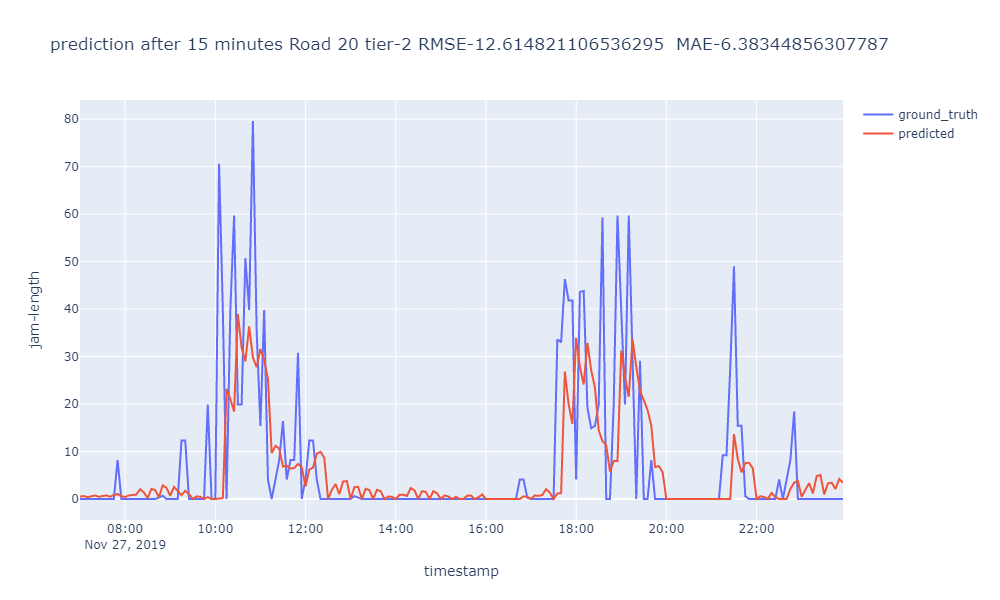 prediction after 15 minutes Road 20 tier-2 RMSE-12.614821106536295  MAE-6.38344856307787
ground_truth
predicted
80
70
60
50
40
30
20
10
0
jam-length
08:00 10:00 12:00 14:00 16:00 18:00 20:00 22:00
Nov 27, 2019
timestamp